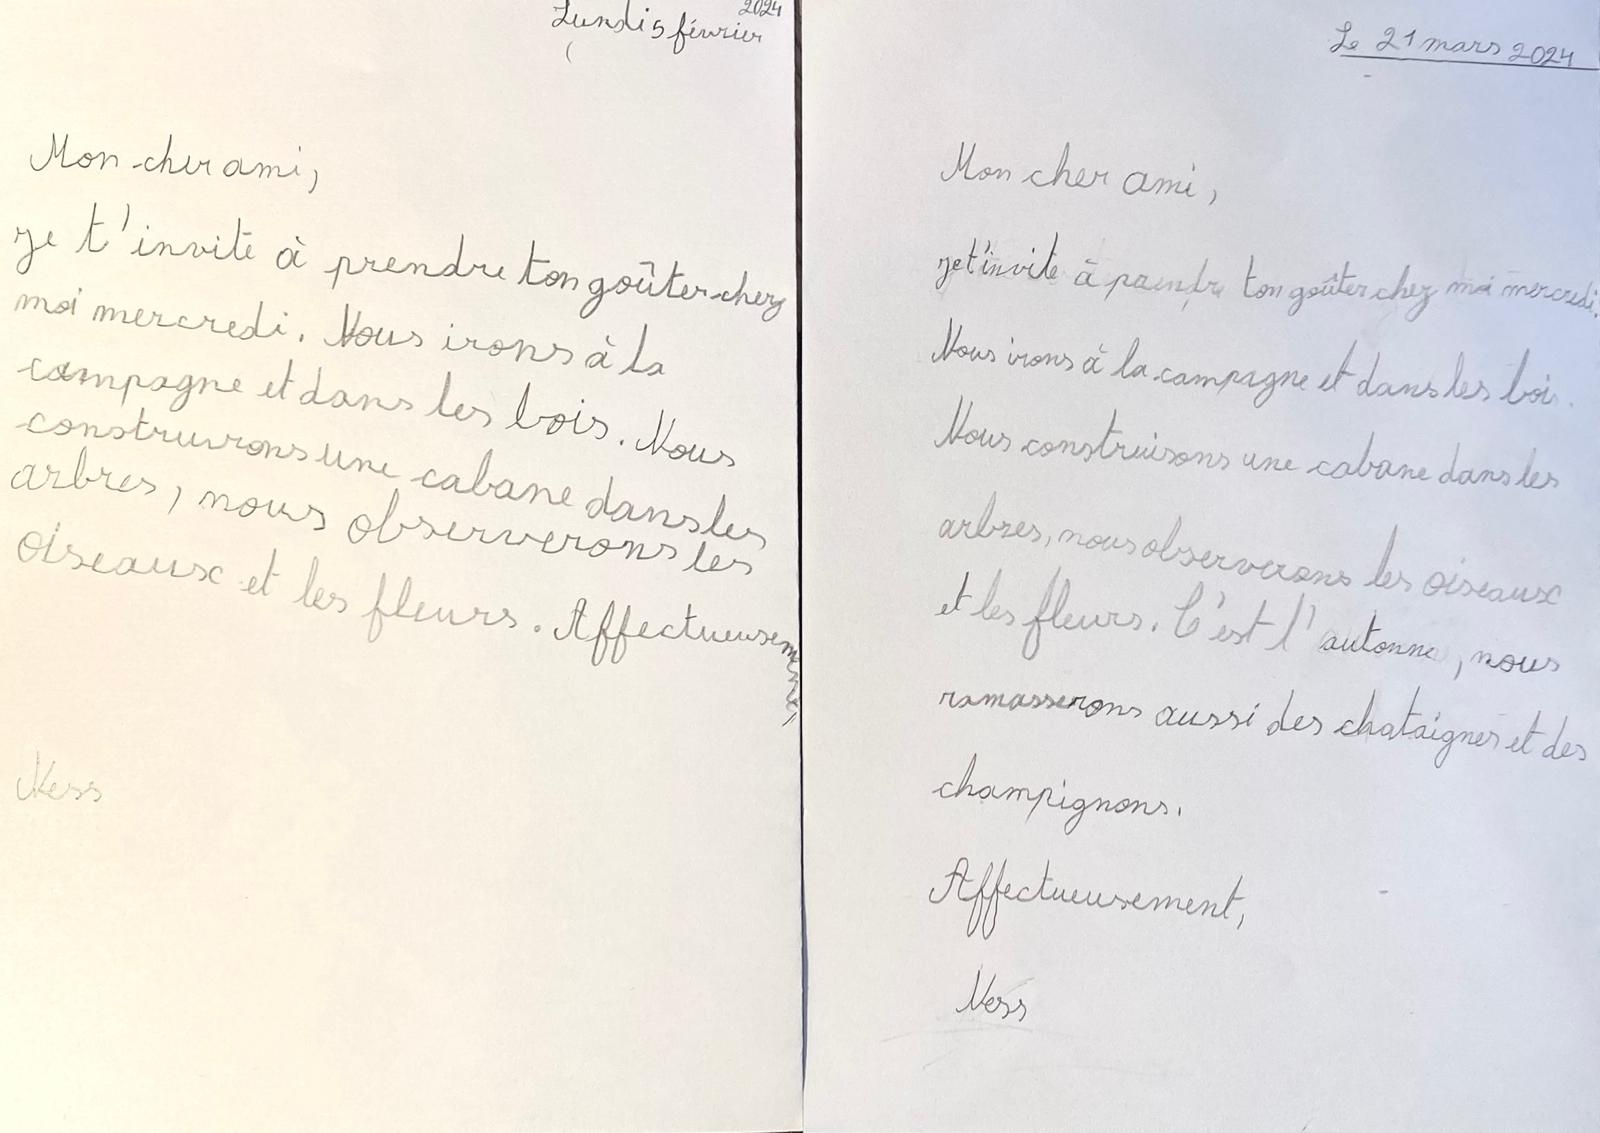 2024
Lundi 5 février
Mon cher ami,
je t'invite à prendre ton goûter chez
moi mercredi. Nous irons à la
campagne et dans les bois. Nous
construirons une cabane dans les
arbres, nous observerons les
oiseaux et les fleurs. Affectueusement,
Ness
Le 21 mars 2024
Mon cher ami,
je t'invite à prendre ton goûter chez moi mercredi.
Nous irons à la campagne et dans les bois.
Nous construisons une cabane dans les
arbres, nous observerons les oiseaux
et les fleurs. C'est l'automne, nous
ramasserons aussi des chataignes et des
champignons.
Affectueusement,
Ness